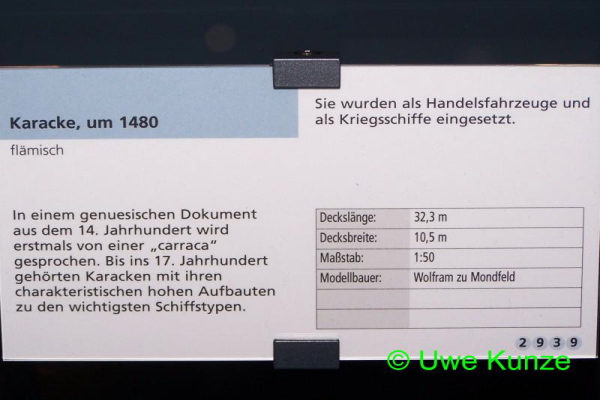 Karacke, um 1480
flämisch
In einem genuesischen Dokument
aus dem 14. Jahrhundert wird
erstmals von einer „carraca“
gesprochen. Bis ins 17. Jahrhundert
gehörten Karacken mit ihren
charakteristischen hohen Aufbauten
zu den wichtigsten Schiffstypen.
Sie wurden als Handelsfahrzeuge und
als Kriegsschiffe eingesetzt.
Deckslänge: 32,3 m
Decksbreite: 10,5 m
Maßstab: 1:50
Modellbauer: Wolfram zu Mondfeld
2 9 3 9
© Uwe Kunze